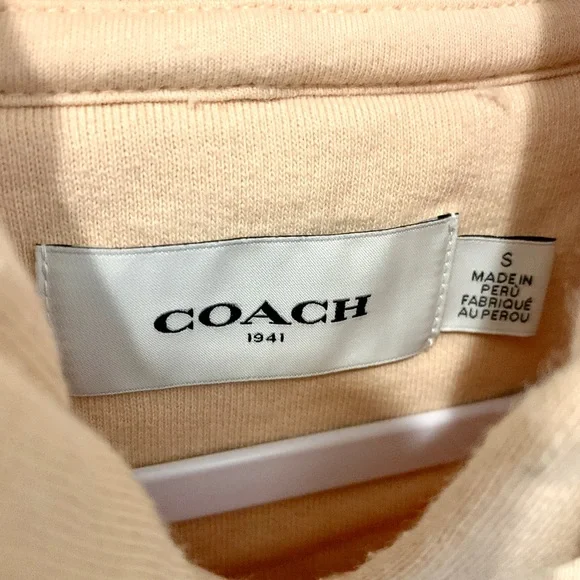 COACH
1941
S
MADE IN
PERÚ
FABRIQUÉ
AU PEROU